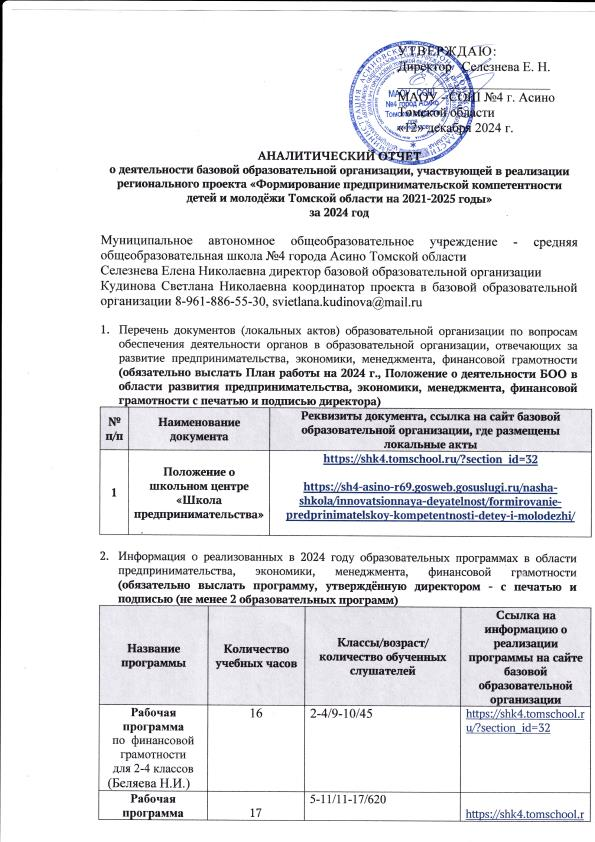 УТВЕРЖДАЮ:
Директор Селезнева Е. Н.
МАОУ – СОШ №4 г. Асино
Томской области
«12» декабря 2024 г.
МАОУ - СОШ
№4 город Асино
АНАЛИТИЧЕСКИЙ ОТЧЕТ
о деятельности базовой образовательной организации, участвующей в реализации
регионального проекта «Формирование предпринимательской компетентности
детей и молодёжи Томской области на 2021-2025 годы»
за 2024 год
Муниципальное автономное общеобразовательное учреждение - средняя
общеобразовательная школа №4 города Асино Томской области
Селезнева Елена Николаевна директор базовой образовательной организации
Кудинова Светлана Николаевна координатор проекта в базовой образовательной
организации 8-961-886-55-30, svietlana.kudinova@mail.ru
1. Перечень документов (локальных актов) образовательной организации по вопросам
обеспечения деятельности органов в образовательной организации, отвечающих за
развитие предпринимательства, экономики, менеджмента, финансовой грамотности
(обязательно выслать План работы на 2024 г., Положение о деятельности БОО в
области развития предпринимательства, экономики, менеджмента, финансовой
грамотности с печатью и подписью директора)
№
п/п
Наименование
документа
Реквизиты документа, ссылка на сайт базовой
образовательной организации, где размещены
локальные акты
1
Положение о
школьном центре
«Школа
предпринимательства»
https://shk4.tomschool.ru/?section_id=32
https://sh4-asino-r69.gosweb.gosuslugi.ru/nasha-
shkola/innovatsionnaya-deyatelnost/formirovanie-
predprinimatelskoy-kompetentnosti-detey-i-molodezhi/
2. Информация о реализованных в 2024 году образовательных программах в области
предпринимательства, экономики, менеджмента, финансовой грамотности
(обязательно выслать программу, утверждённую директором - с печатью и
подписью (не менее 2 образовательных программ)
Название
программы
Количество
учебных часов
Классы/возраст/
количество обученных
слушателей
Ссылка на
информацию о
реализации
программы на сайте
базовой
образовательной
организации
Рабочая
программа
по финансовой
грамотности
для 2-4 классов
(Беляева Н.И.)
16
2-4/9-10/45
https://shk4.tomschool.r
u/?section_id=32
Рабочая
программа
17
5-11/11-17/620
https://shk4.tomschool.r